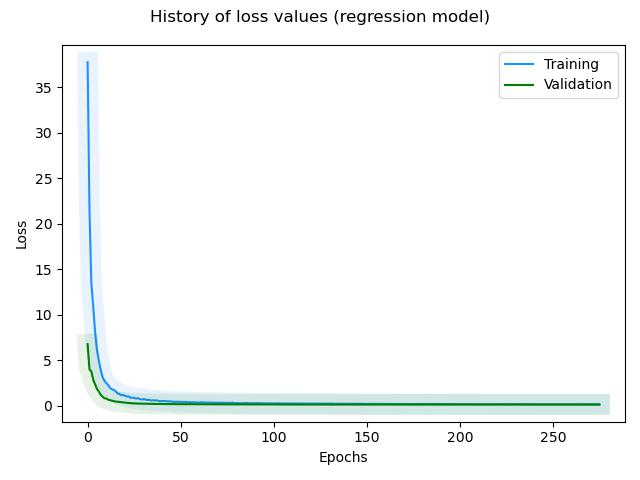 History of loss values (regression model)
Training
Validation
35
30
25
20
15
10
5
0
Loss
0 50 100 150 200 250
Epochs